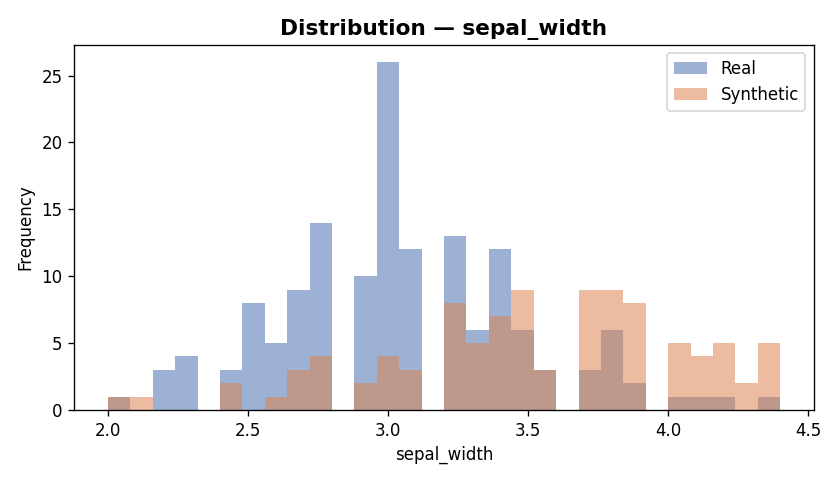 Distribution — sepal_width
Real
Synthetic
Frequency
25
20
15
10
5
0
2.0 2.5 3.0 3.5 4.0 4.5
sepal_width